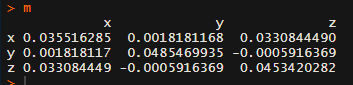 > m
x y z
x 0.035516285 0.0018181168 0.0330844490
y 0.001818117 0.0485469935 -0.0005916369
z 0.033084449 -0.0005916369 0.0453420282
>